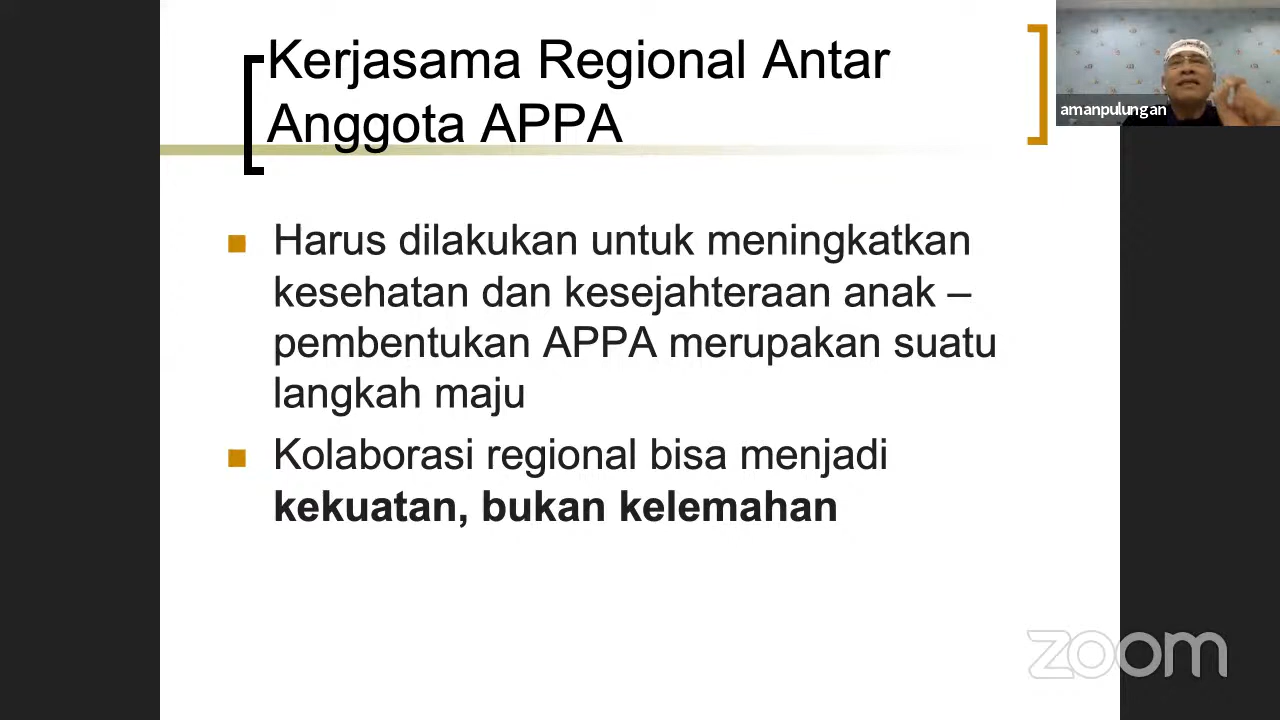 Kerjasama Regional Antar
Anggota APPA
amanpulungan
Harus dilakukan untuk meningkatkan
kesehatan dan kesejahteraan anak –
pembentukan APPA merupakan suatu
langkah maju
Kolaborasi regional bisa menjadi
kekuatan, bukan kelemahan
zoom